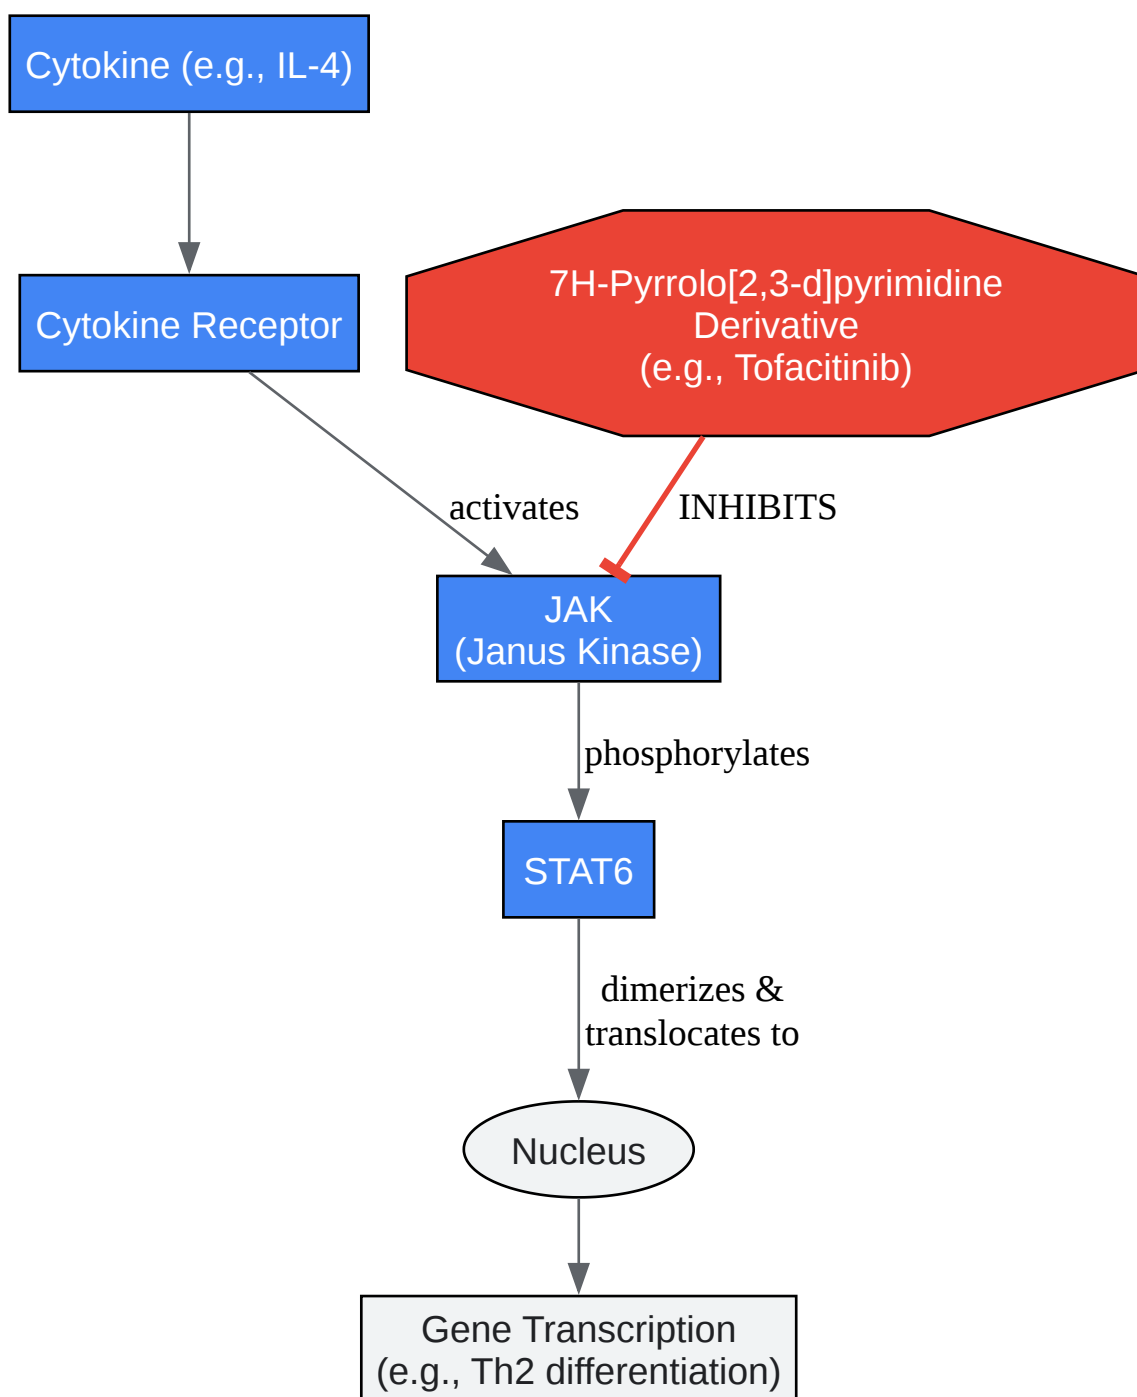 Cytokine (e.g., IL-4)
Cytokine Receptor
7H-Pyrrolo[2,3-d]pyrimidine
Derivative
(e.g., Tofacitinib)
activates
INHIBITS
JAK
(Janus Kinase)
phosphorylates
STAT6
dimerizes &
translocates to
Nucleus
Gene Transcription
(e.g., Th2 differentiation)